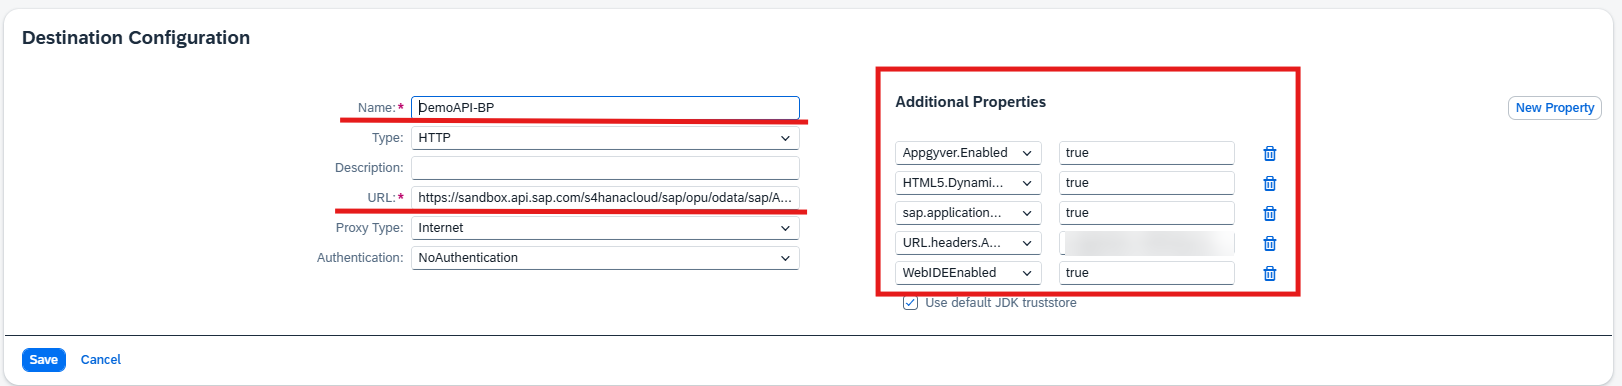 Destination Configuration
Name:* DemoAPI-BP
Type: HTTP
Description:
URL:* https://sandbox.api.sap.com/s4hanacloud/sap/opu/odata/sap/A...
Proxy Type: Internet
Authentication: NoAuthentication
Additional Properties
New Property
Appgyver.Enabled true
HTML5.Dynami... true
sap.application... true
URL.headers.A...
WebIDEEnabled true
Use default JDK truststore
Save Cancel